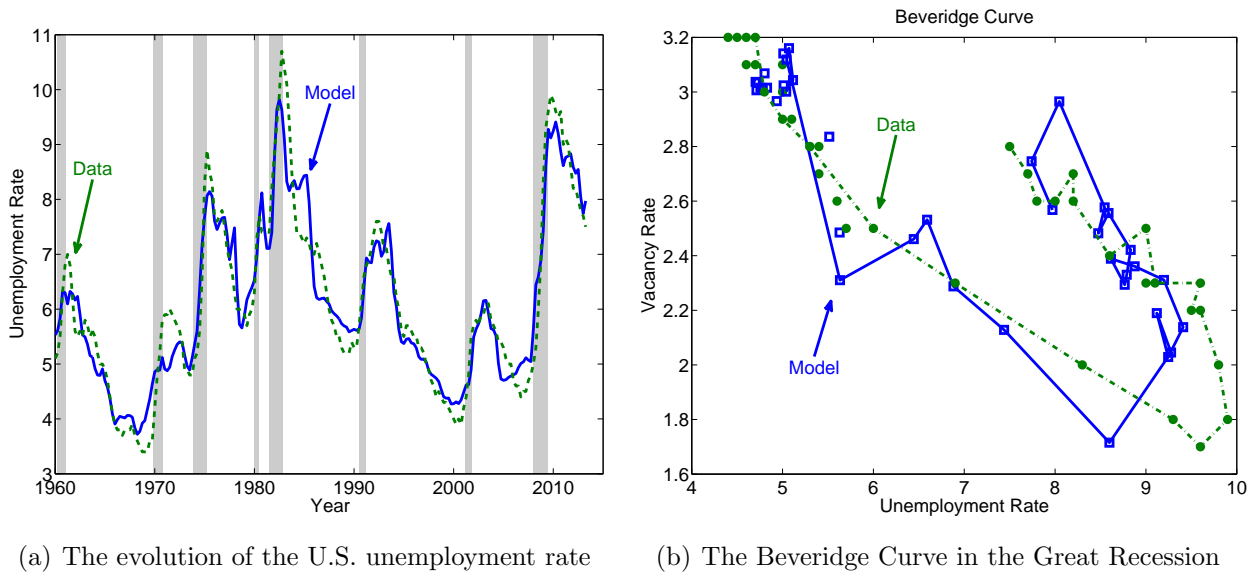 11
10
9
8
7
6
5
4
3
Unemployment Rate
Data
Model
1960 1970 1980 1990 2000 2010
Year
(a) The evolution of the U.S. unemployment rate
Beveridge Curve
3.2
3
2.8
2.6
2.4
2.2
2
1.8
1.6
Vacancy Rate
Data
Model
4 5 6 7 8 9 10
Unemployment Rate
(b) The Beveridge Curve in the Great Recession